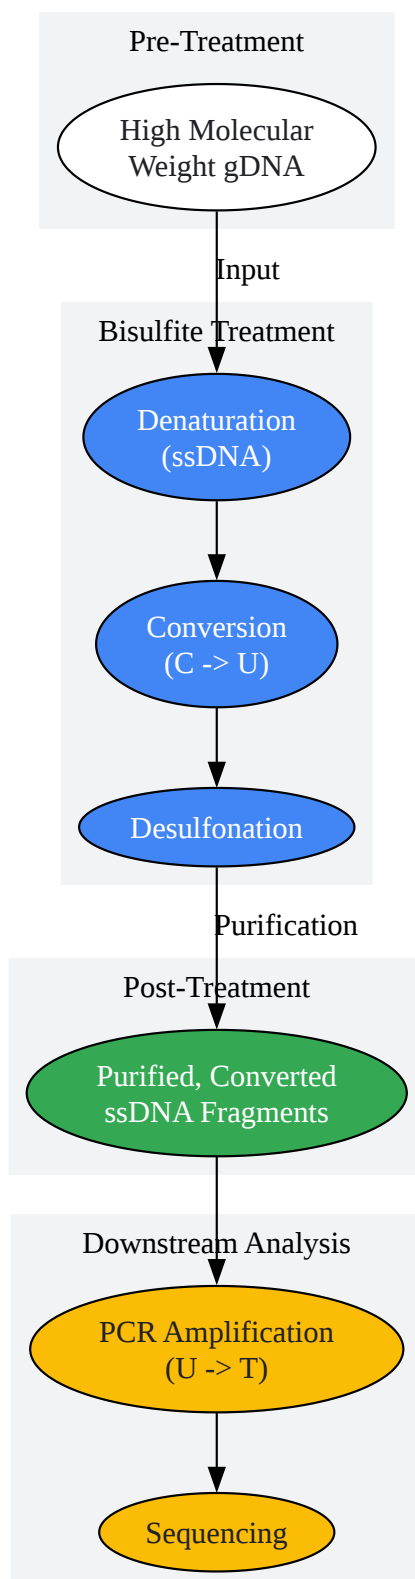 Pre-Treatment
High Molecular
Weight gDNA
Input
Bisulfite Treatment
Denaturation
(ssDNA)
Conversion
(C -> U)
Desulfonation
Purification
Post-Treatment
Purified, Converted
ssDNA Fragments
Downstream Analysis
PCR Amplification
(U -> T)
Sequencing